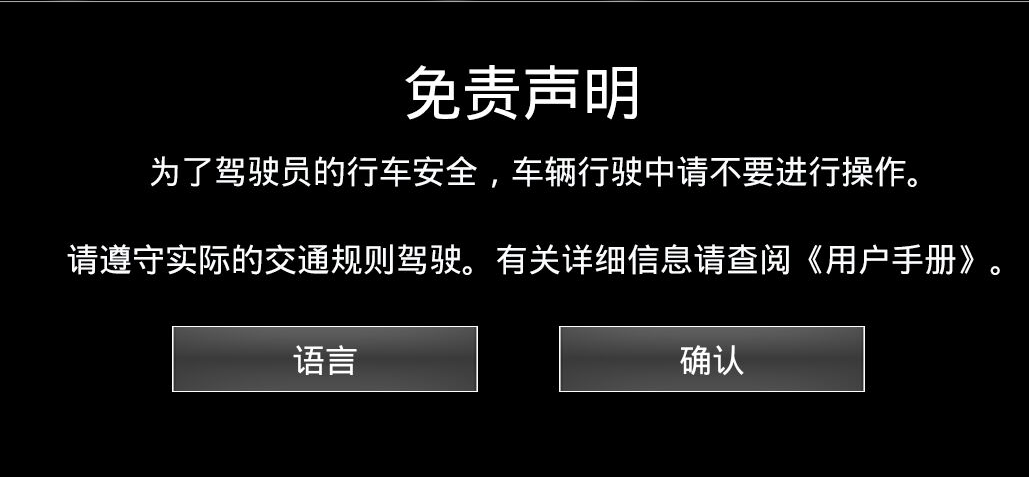 免责声明
为了驾驶员的行车安全，车辆行驶中请不要进行操作。
请遵守实际的交通规则驾驶。有关详细信息请查阅《用户手册》。
语言
确认